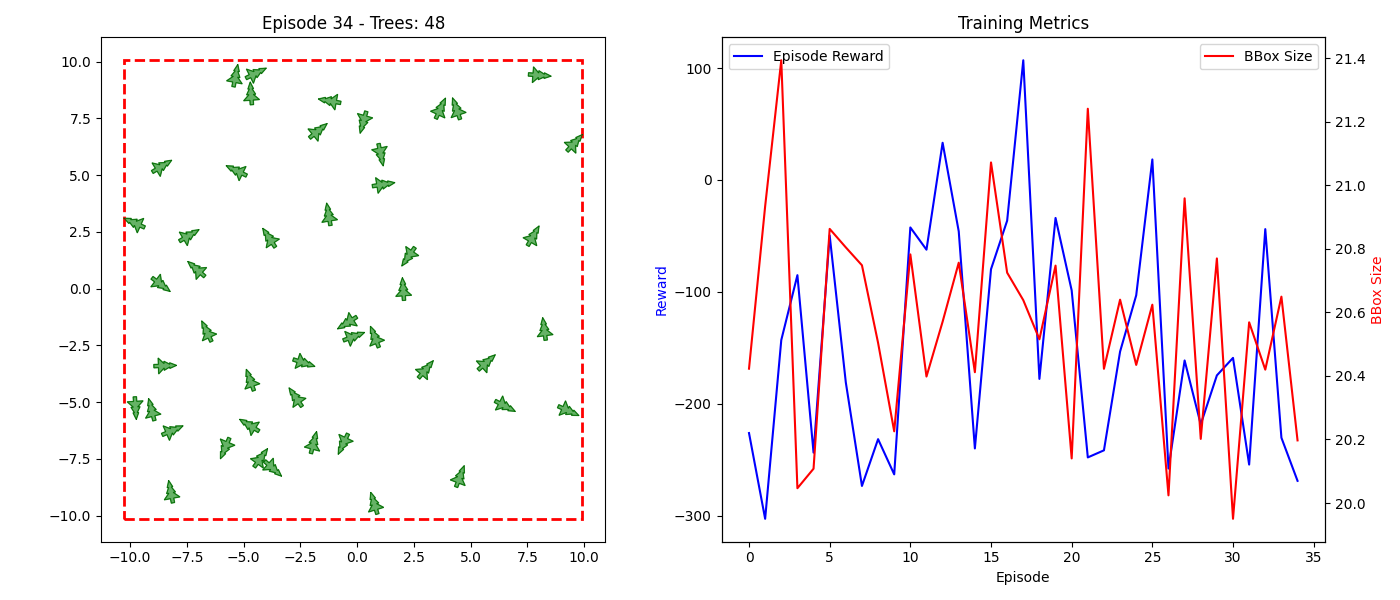 Episode 34 - Trees: 48
10.0
7.5
5.0
2.5
0.0
−2.5
−5.0
−7.5
−10.0
−10.0 −7.5 −5.0 −2.5 0.0 2.5 5.0 7.5 10.0
Training Metrics
Episode Reward
BBox Size
100
0
−100
−200
−300
Reward
21.4
21.2
21.0
20.8
20.6
20.4
20.2
20.0
BBox Size
0 5 10 15 20 25 30 35
Episode